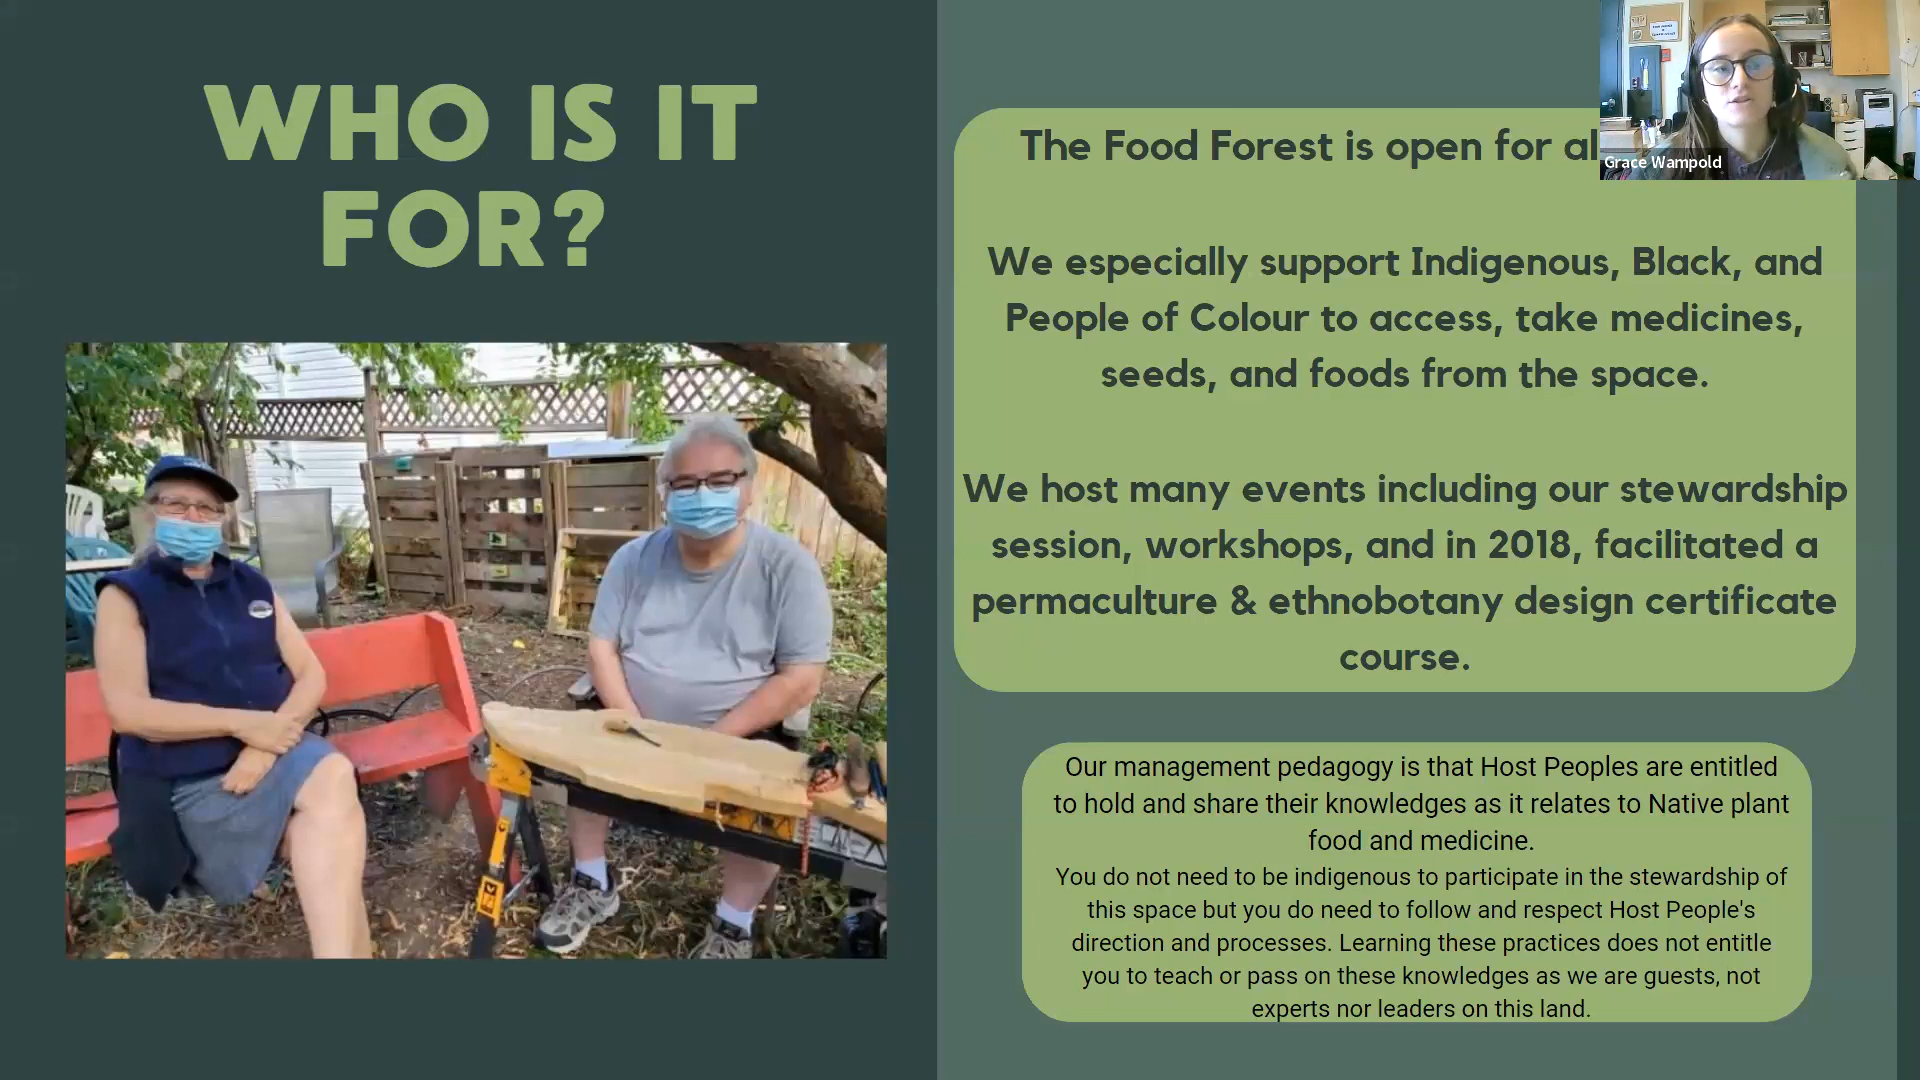 WHO IS IT
FOR?
The Food Forest is open for al
Grace Wampold
We especially support Indigenous, Black, and
People of Colour to access, take medicines,
seeds, and foods from the space.
We host many events including our stewardship
session, workshops, and in 2018, facilitated a
permaculture & ethnobotany design certificate
course.
Our management pedagogy is that Host Peoples are entitled
to hold and share their knowledges as it relates to Native plant
food and medicine.
You do not need to be indigenous to participate in the stewardship of
this space but you do need to follow and respect Host People's
direction and processes. Learning these practices does not entitle
you to teach or pass on these knowledges as we are guests, not
experts nor leaders on this land.